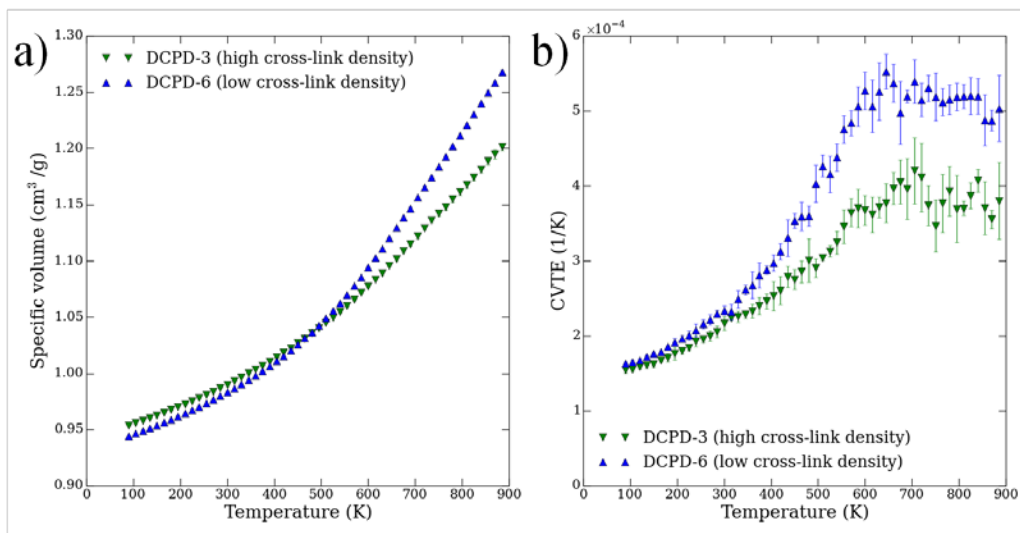 a)
1.30
1.25
1.20
1.15
1.10
1.05
1.00
0.95
0.90
Specific volume (cm³/g)
DCPD-3 (high cross-link density)
DCPD-6 (low cross-link density)
0 100 200 300 400 500 600 700 800 900
Temperature (K)
b)
6 ×10⁻⁴
5
4
3
2
1
0
CVTE (1/K)
DCPD-3 (high cross-link density)
DCPD-6 (low cross-link density)
0 100 200 300 400 500 600 700 800 900
Temperature (K)